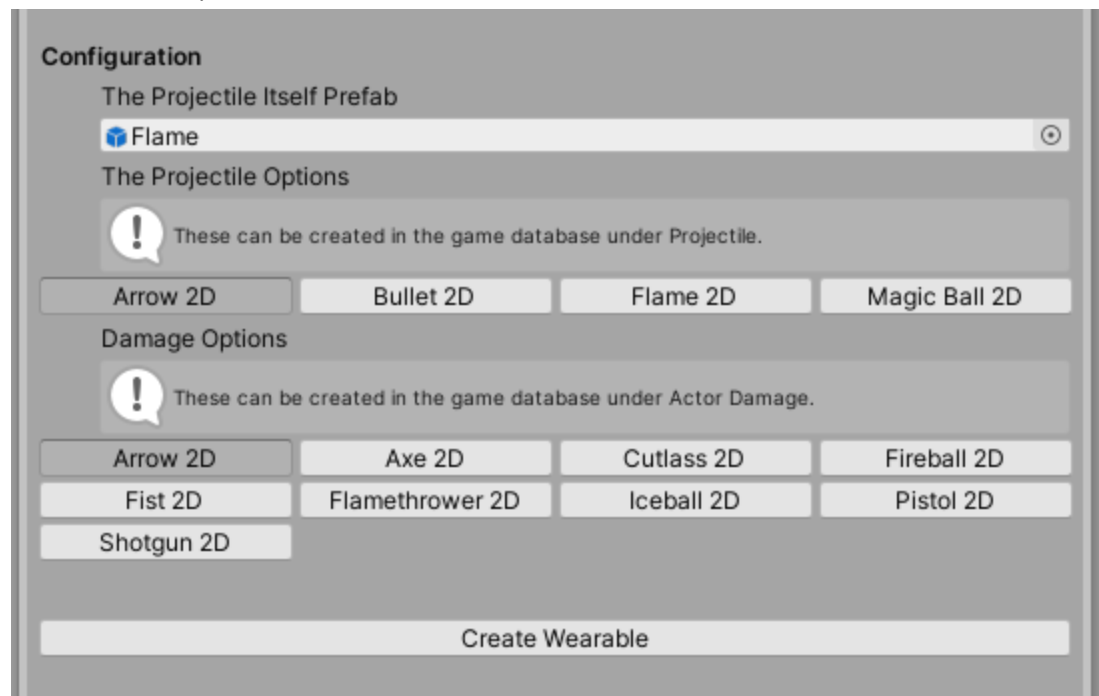 Configuration
The Projectile Itself Prefab
Flame
The Projectile Options
These can be created in the game database under Projectile.
Arrow 2D Bullet 2D Flame 2D Magic Ball 2D
Damage Options
These can be created in the game database under Actor Damage.
Arrow 2D Axe 2D Cutlass 2D Fireball 2D
Fist 2D Flamethrower 2D Iceball 2D Pistol 2D
Shotgun 2D
Create Wearable